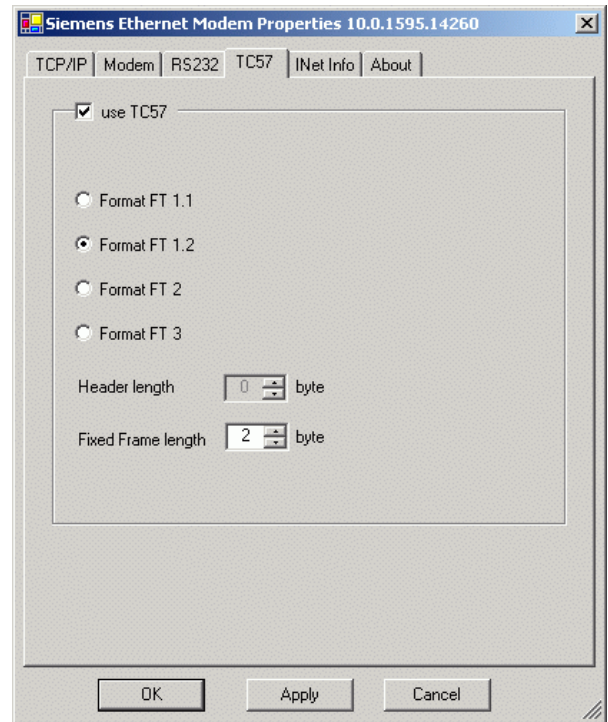 Siemens Ethernet Modem Properties 10.0.1595.14260
TCP/IP Modem RS232 TC57 INet Info About
use TC57
Format FT 1.1
Format FT 1.2
Format FT 2
Format FT 3
Header length 0 byte
Fixed Frame length 2 byte
OK Apply Cancel